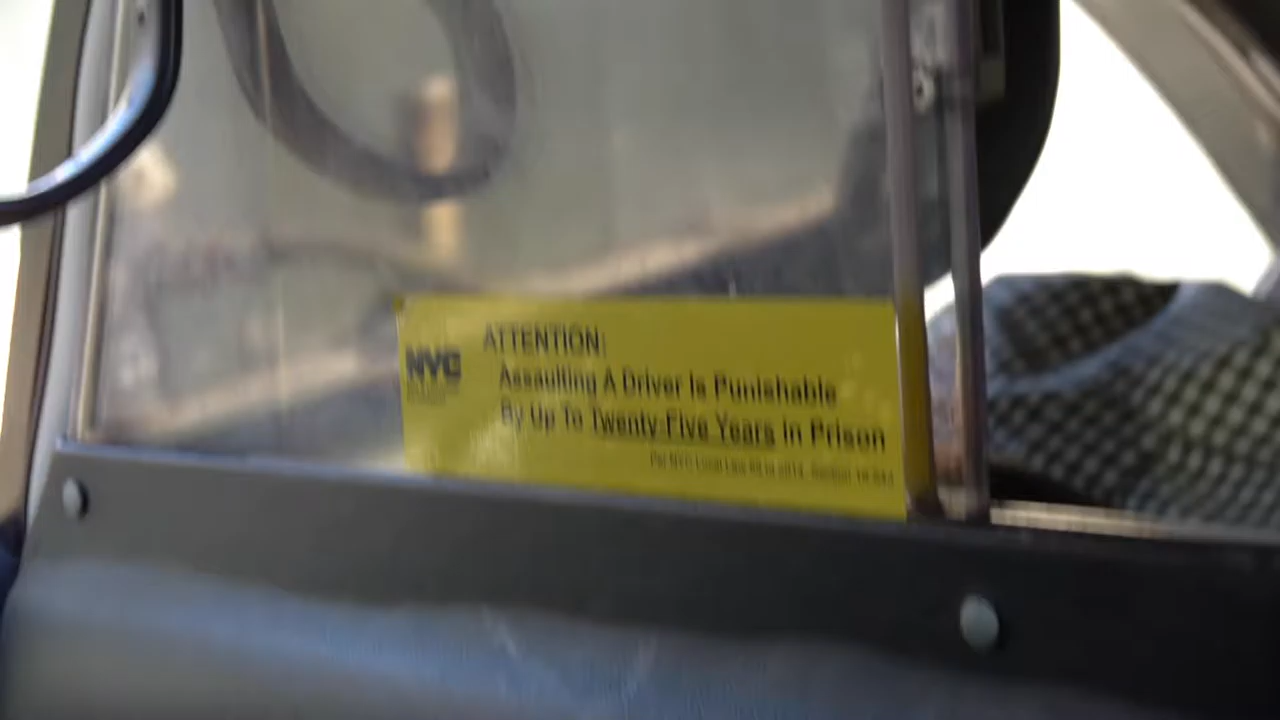 NYC
ATTENTION:
Assaulting A Driver Is Punishable
By Up To Twenty-Five Years In Prison